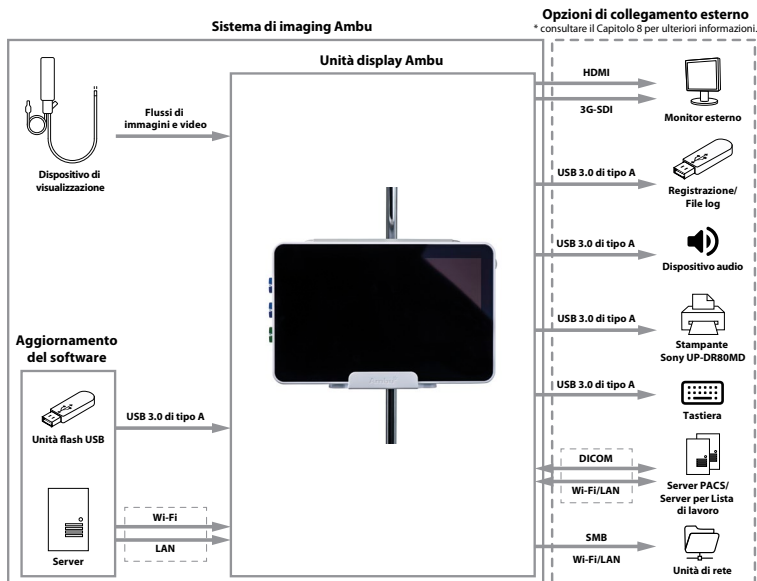 Sistema di imaging Ambu
Opzioni di collegamento esterno
* consultare il Capitolo 8 per ulteriori informazioni.
Unità display Ambu
Flussi di
immagini e video
Dispositivo di
visualizzazione
HDMI
3G-SDI
Monitor esterno
USB 3.0 di tipo A
Registrazione/
File log
USB 3.0 di tipo A
Dispositivo audio
USB 3.0 di tipo A
Stampante
Sony UP-DR80MD
USB 3.0 di tipo A
Tastiera
Aggiornamento
del software
Unità flash USB
USB 3.0 di tipo A
Server
Wi-Fi
LAN
DICOM
Wi-Fi/LAN
Server PACS/
Server per Lista
di lavoro
SMB
Wi-Fi/LAN
Unità di rete